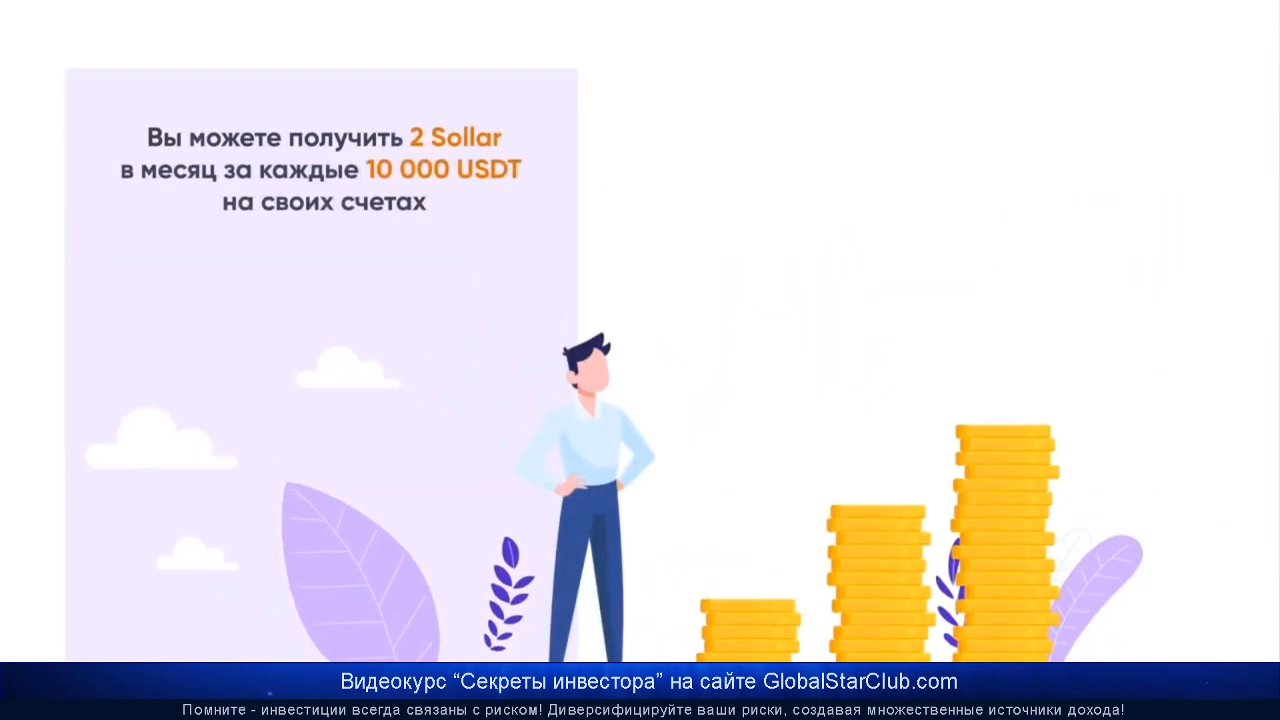 Вы можете получить 2 Sollar
в месяц за каждые 10 000 USDT
на своих счетах
Видеокурс “Секреты инвестора” на сайте GlobalStarClub.com
Помните - инвестиции всегда связаны с риском! Диверсифицируйте ваши риски, создавая множественные источники дохода!